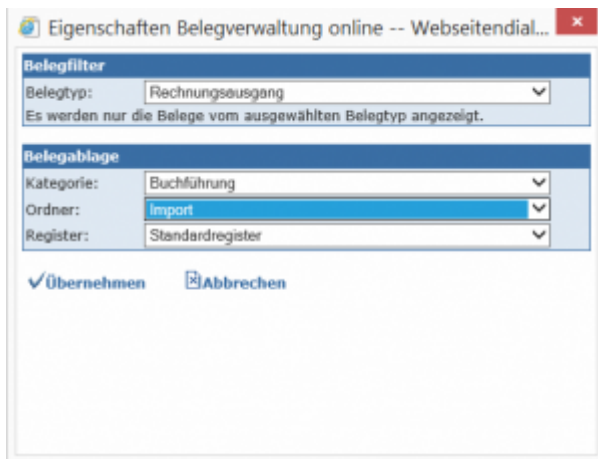 Eigenschaften Belegverwaltung online -- Webseitendial...
Belegfilter
Belegtyp: Rechnungsausgang
Es werden nur die Belege vom ausgewählten Belegtyp angezeigt.
Belegablage
Kategorie: Buchführung
Ordner: Import
Register: Standardregister
Übernehmen Abbrechen